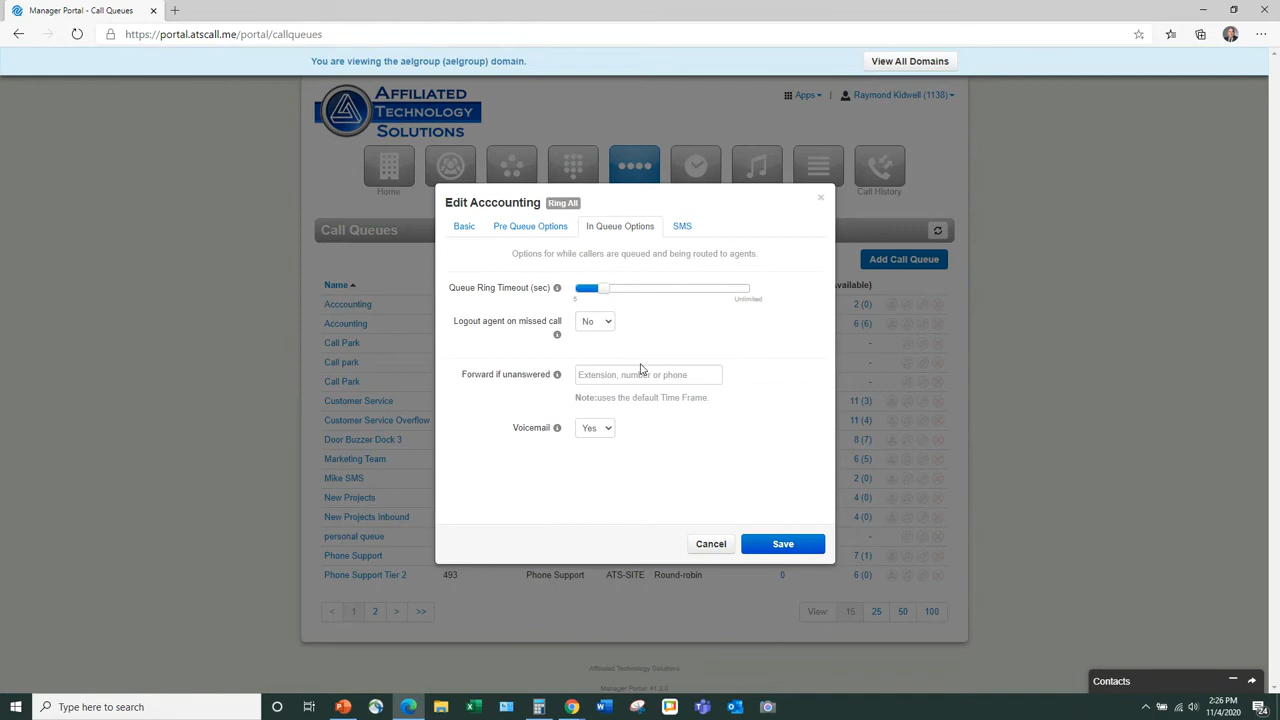 Manager Portal - Call Queues
https://portal.atscall.me/portal/callqueues
You are viewing the aelgroup (aelgroup) domain.
View All Domains
AFFILIATED
TECHNOLOGY
SOLUTIONS
Apps
|
Raymond Kidwell (1138)
Home
Call History
Call Queues
Add Call Queue
Edit Acccounting Ring All
×
Basic
Pre Queue Options
In Queue Options
SMS
Options for while callers are queued and being routed to agents.
Queue Ring Timeout (sec)
5
Unlimited
Logout agent on missed call
No
Forward if unanswered
Extension, number or phone
Note:uses the default Time Frame.
Voicemail
Yes
Cancel
Save
Name
vailable)
Acccounting 2 (0)
Accounting 6 (6)
Call Park -
Call park -
Call Park -
Customer Service 11 (3)
Customer Service Overflow 11 (4)
Door Buzzer Dock 3 8 (7)
Marketing Team 6 (5)
Mike SMS 2 (0)
New Projects 4 (0)
New Projects Inbound 4 (0)
personal queue -
Phone Support 7 (1)
Phone Support Tier 2 493 Phone Support ATS-SITE Round-robin 0 6 (0)
< 1 2 > >>
View: 15 25 50 100
Affiliated Technology Solutions
Contacts
Type here to search
2:26 PM
11/4/2020
24